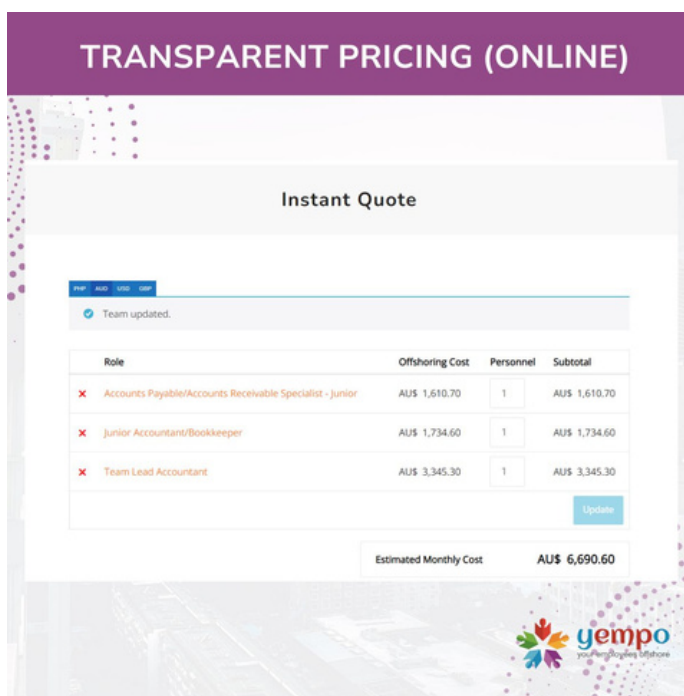 TRANSPARENT PRICING (ONLINE)
Instant Quote
PHP AUD USD GBP
Team updated.
Role Offshoring Cost Personnel Subtotal
× Accounts Payable/Accounts Receivable Specialist - Junior AU$ 1,610.70 1 AU$ 1,610.70
× Junior Accountant/Bookkeeper AU$ 1,734.60 1 AU$ 1,734.60
× Team Lead Accountant AU$ 3,345.30 1 AU$ 3,345.30
Update
Estimated Monthly Cost AU$ 6,690.60
yempo
your employees offshore